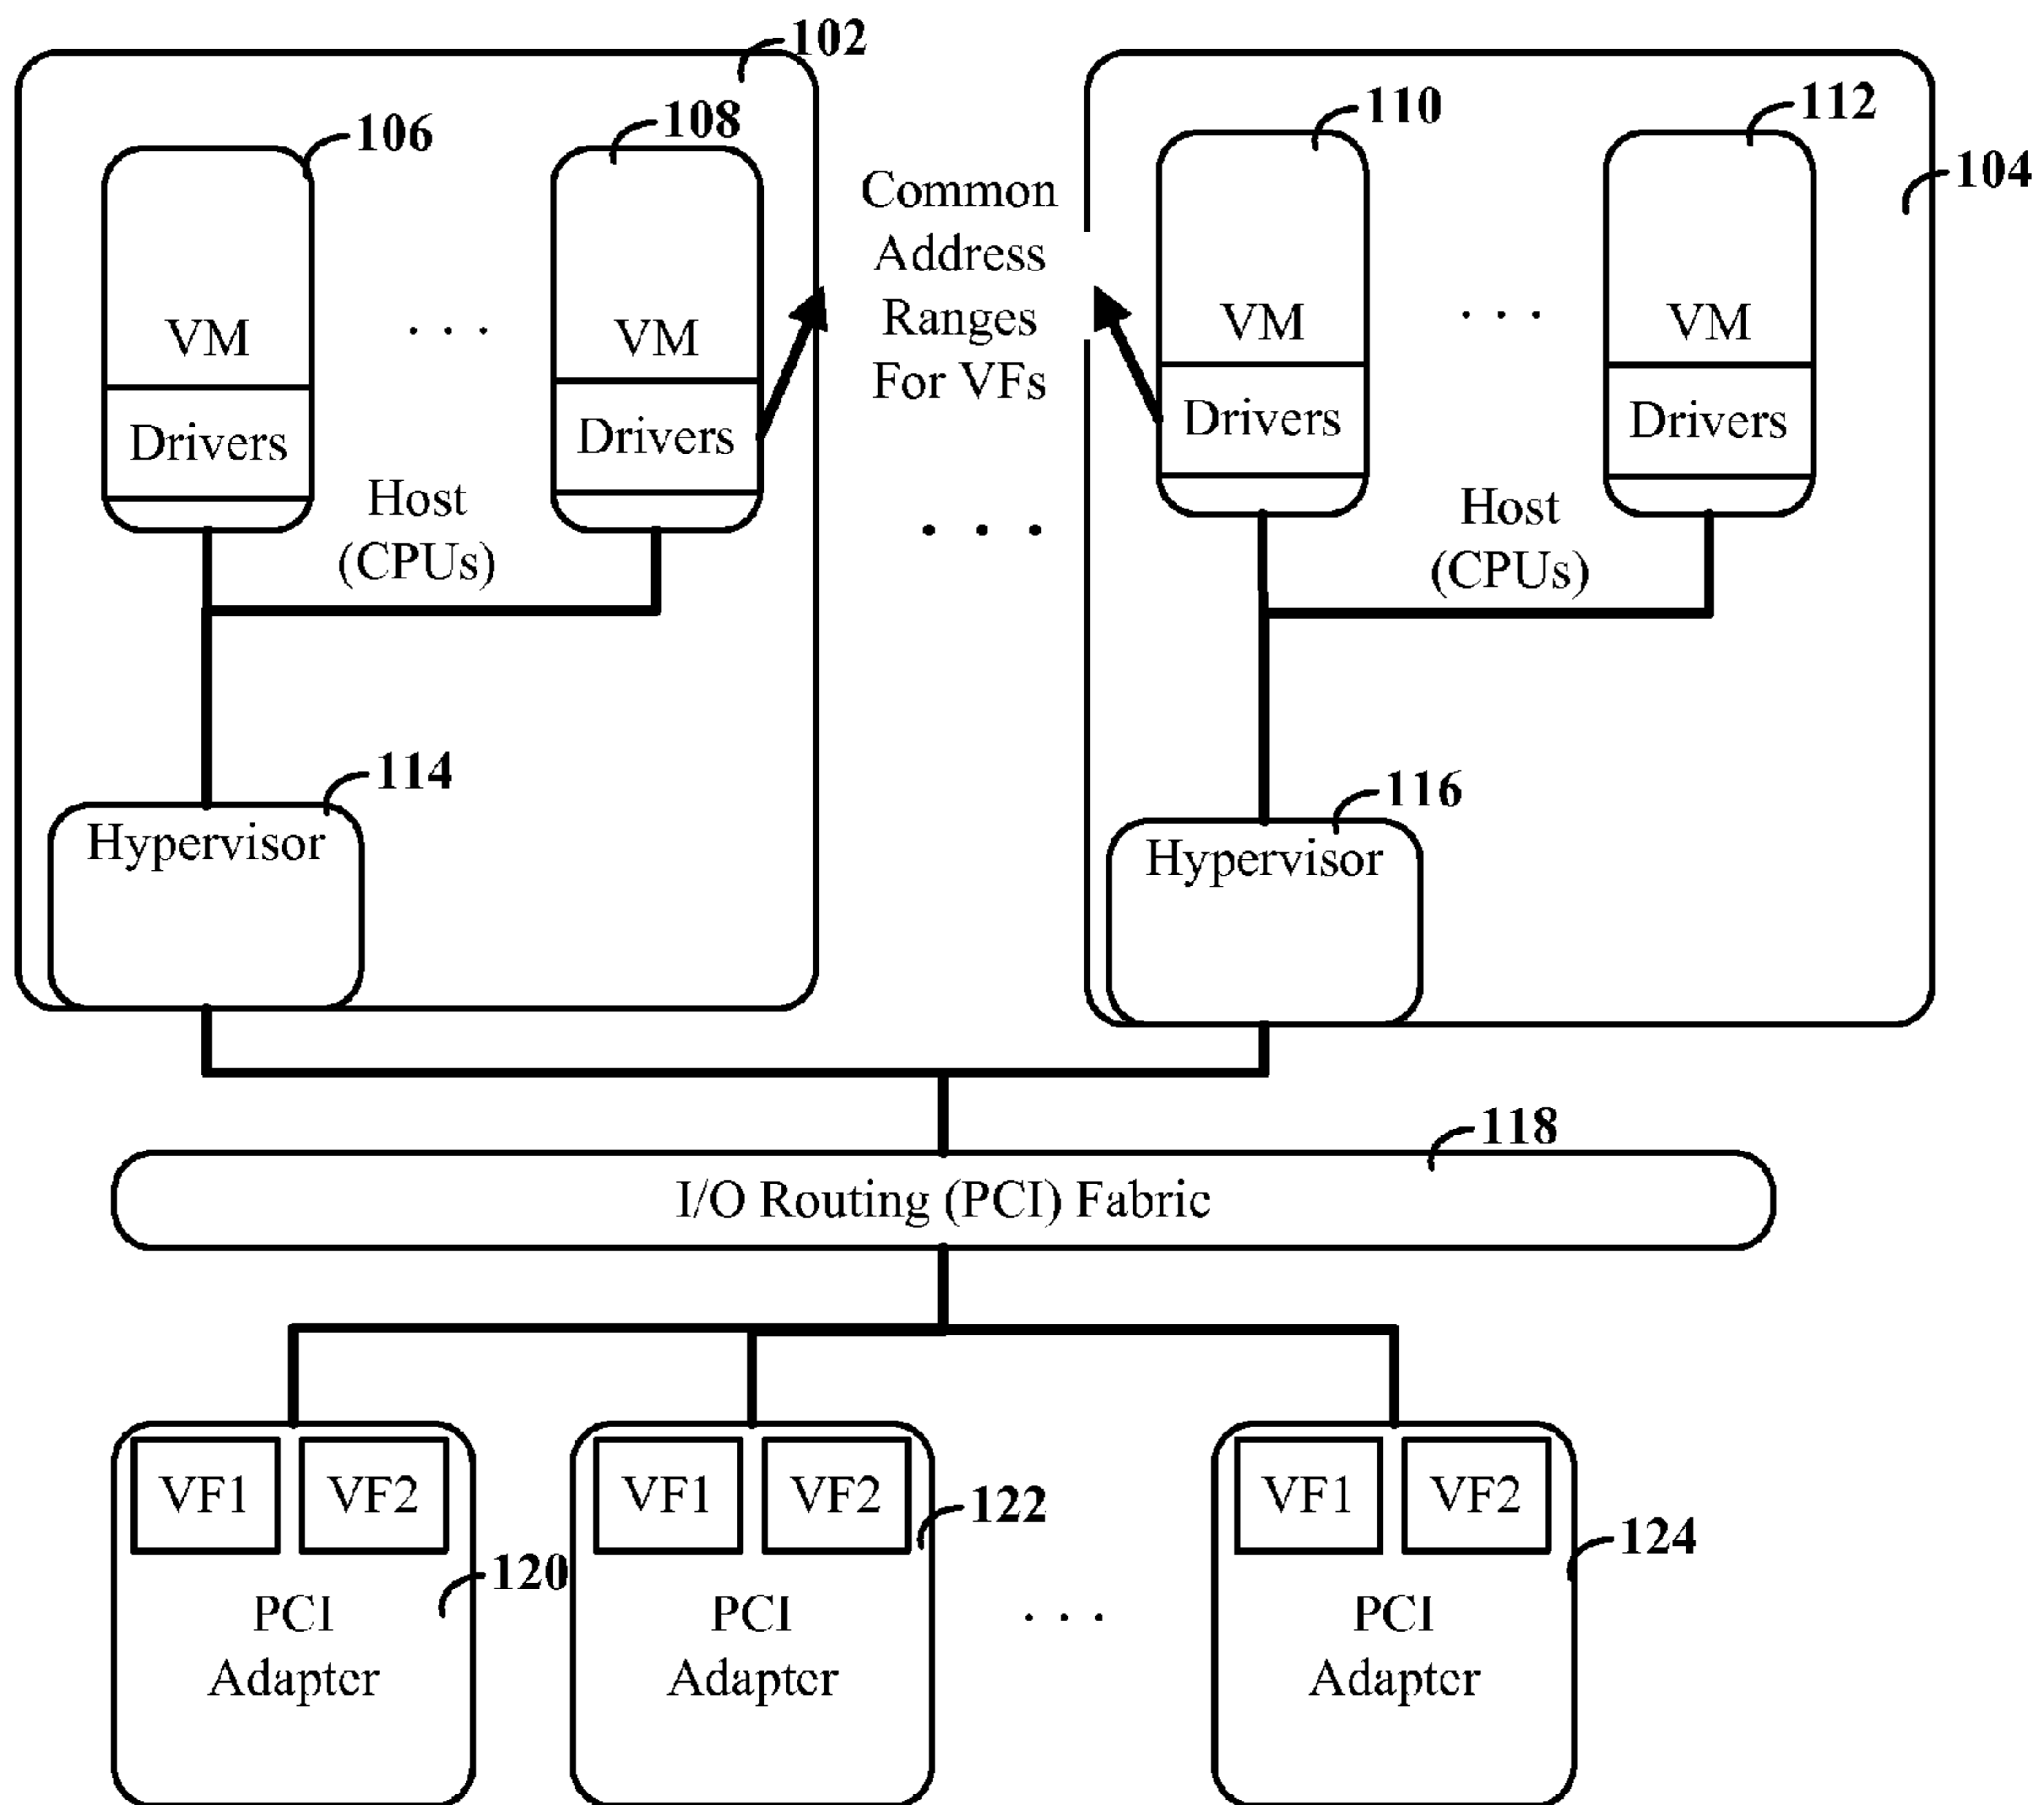 102
106
108
110
112
104
Common
Address
Ranges
For VFs
VM
. . .
VM
VM
. . .
VM
Drivers
Drivers
Drivers
Drivers
Host
(CPUs)
. . .
Host
(CPUs)
114
Hypervisor
116
Hypervisor
118
I/O Routing (PCI) Fabric
VF1
VF2
VF1
VF2
122
VF1
VF2
124
120
PCI
Adapter
PCI
Adapter
. . .
PCI
Adapter